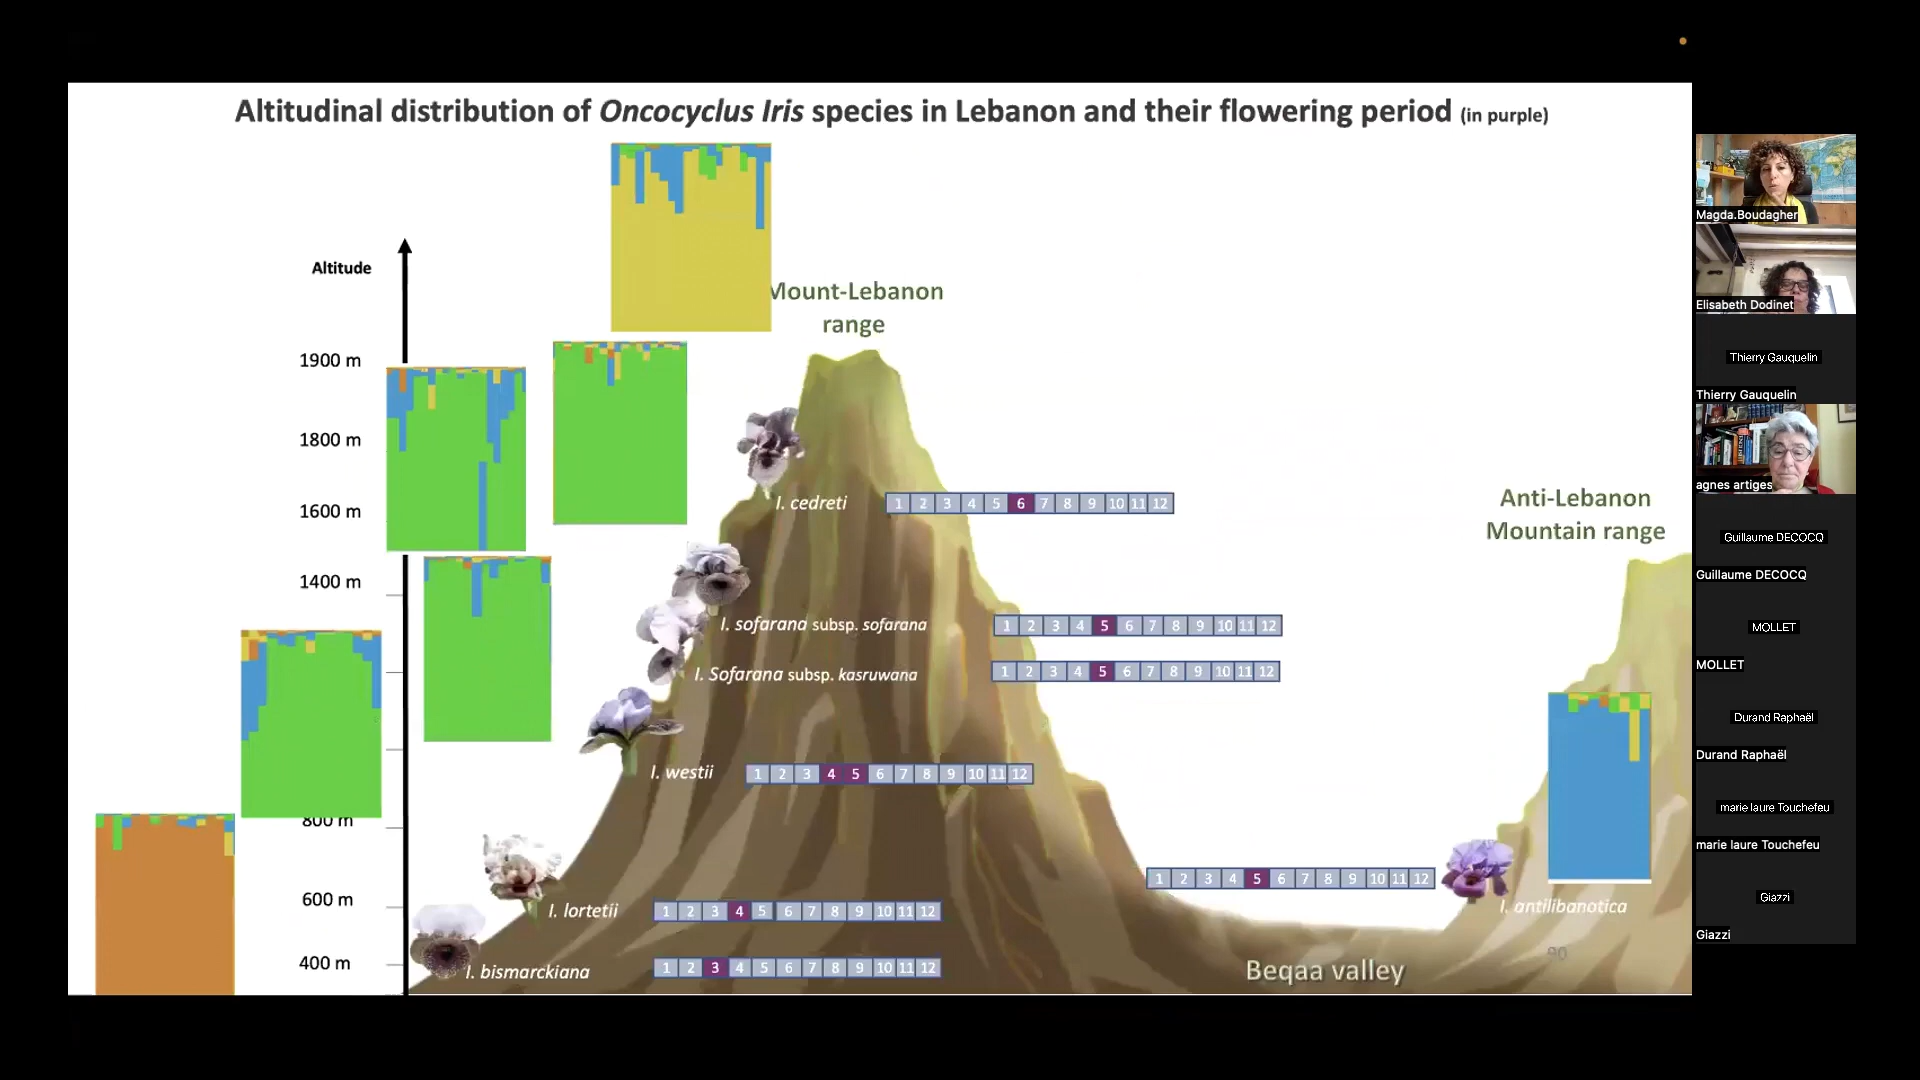 Altitudinal distribution of Oncocyclus Iris species in Lebanon and their flowering period (in purple)
Altitude
Mount-Lebanon
range
1900 m
1800 m
1600 m
1400 m
800 m
600 m
400 m
I. cedreti
1 2 3 4 5 6 7 8 9 10 11 12
Anti-Lebanon
Mountain range
I. sofarana subsp. sofarana
1 2 3 4 5 6 7 8 9 10 11 12
I. Sofarana subsp. kasruwana
1 2 3 4 5 6 7 8 9 10 11 12
I. westii
1 2 3 4 5 6 7 8 9 10 11 12
1 2 3 4 5 6 7 8 9 10 11 12
I. antilibanotica
I. lortetii
1 2 3 4 5 6 7 8 9 10 11 12
I. bismarckiana
1 2 3 4 5 6 7 8 9 10 11 12
Beqaa valley
90
Magda.Boudagher
Elisabeth Dodinet
Thierry Gauquelin
Thierry Gauquelin
agnes artiges
Guillaume DECOCQ
Guillaume DECOCQ
MOLLET
MOLLET
Durand Raphaël
Durand Raphaël
marie laure Touchefeu
marie laure Touchefeu
Giazzi
Giazzi